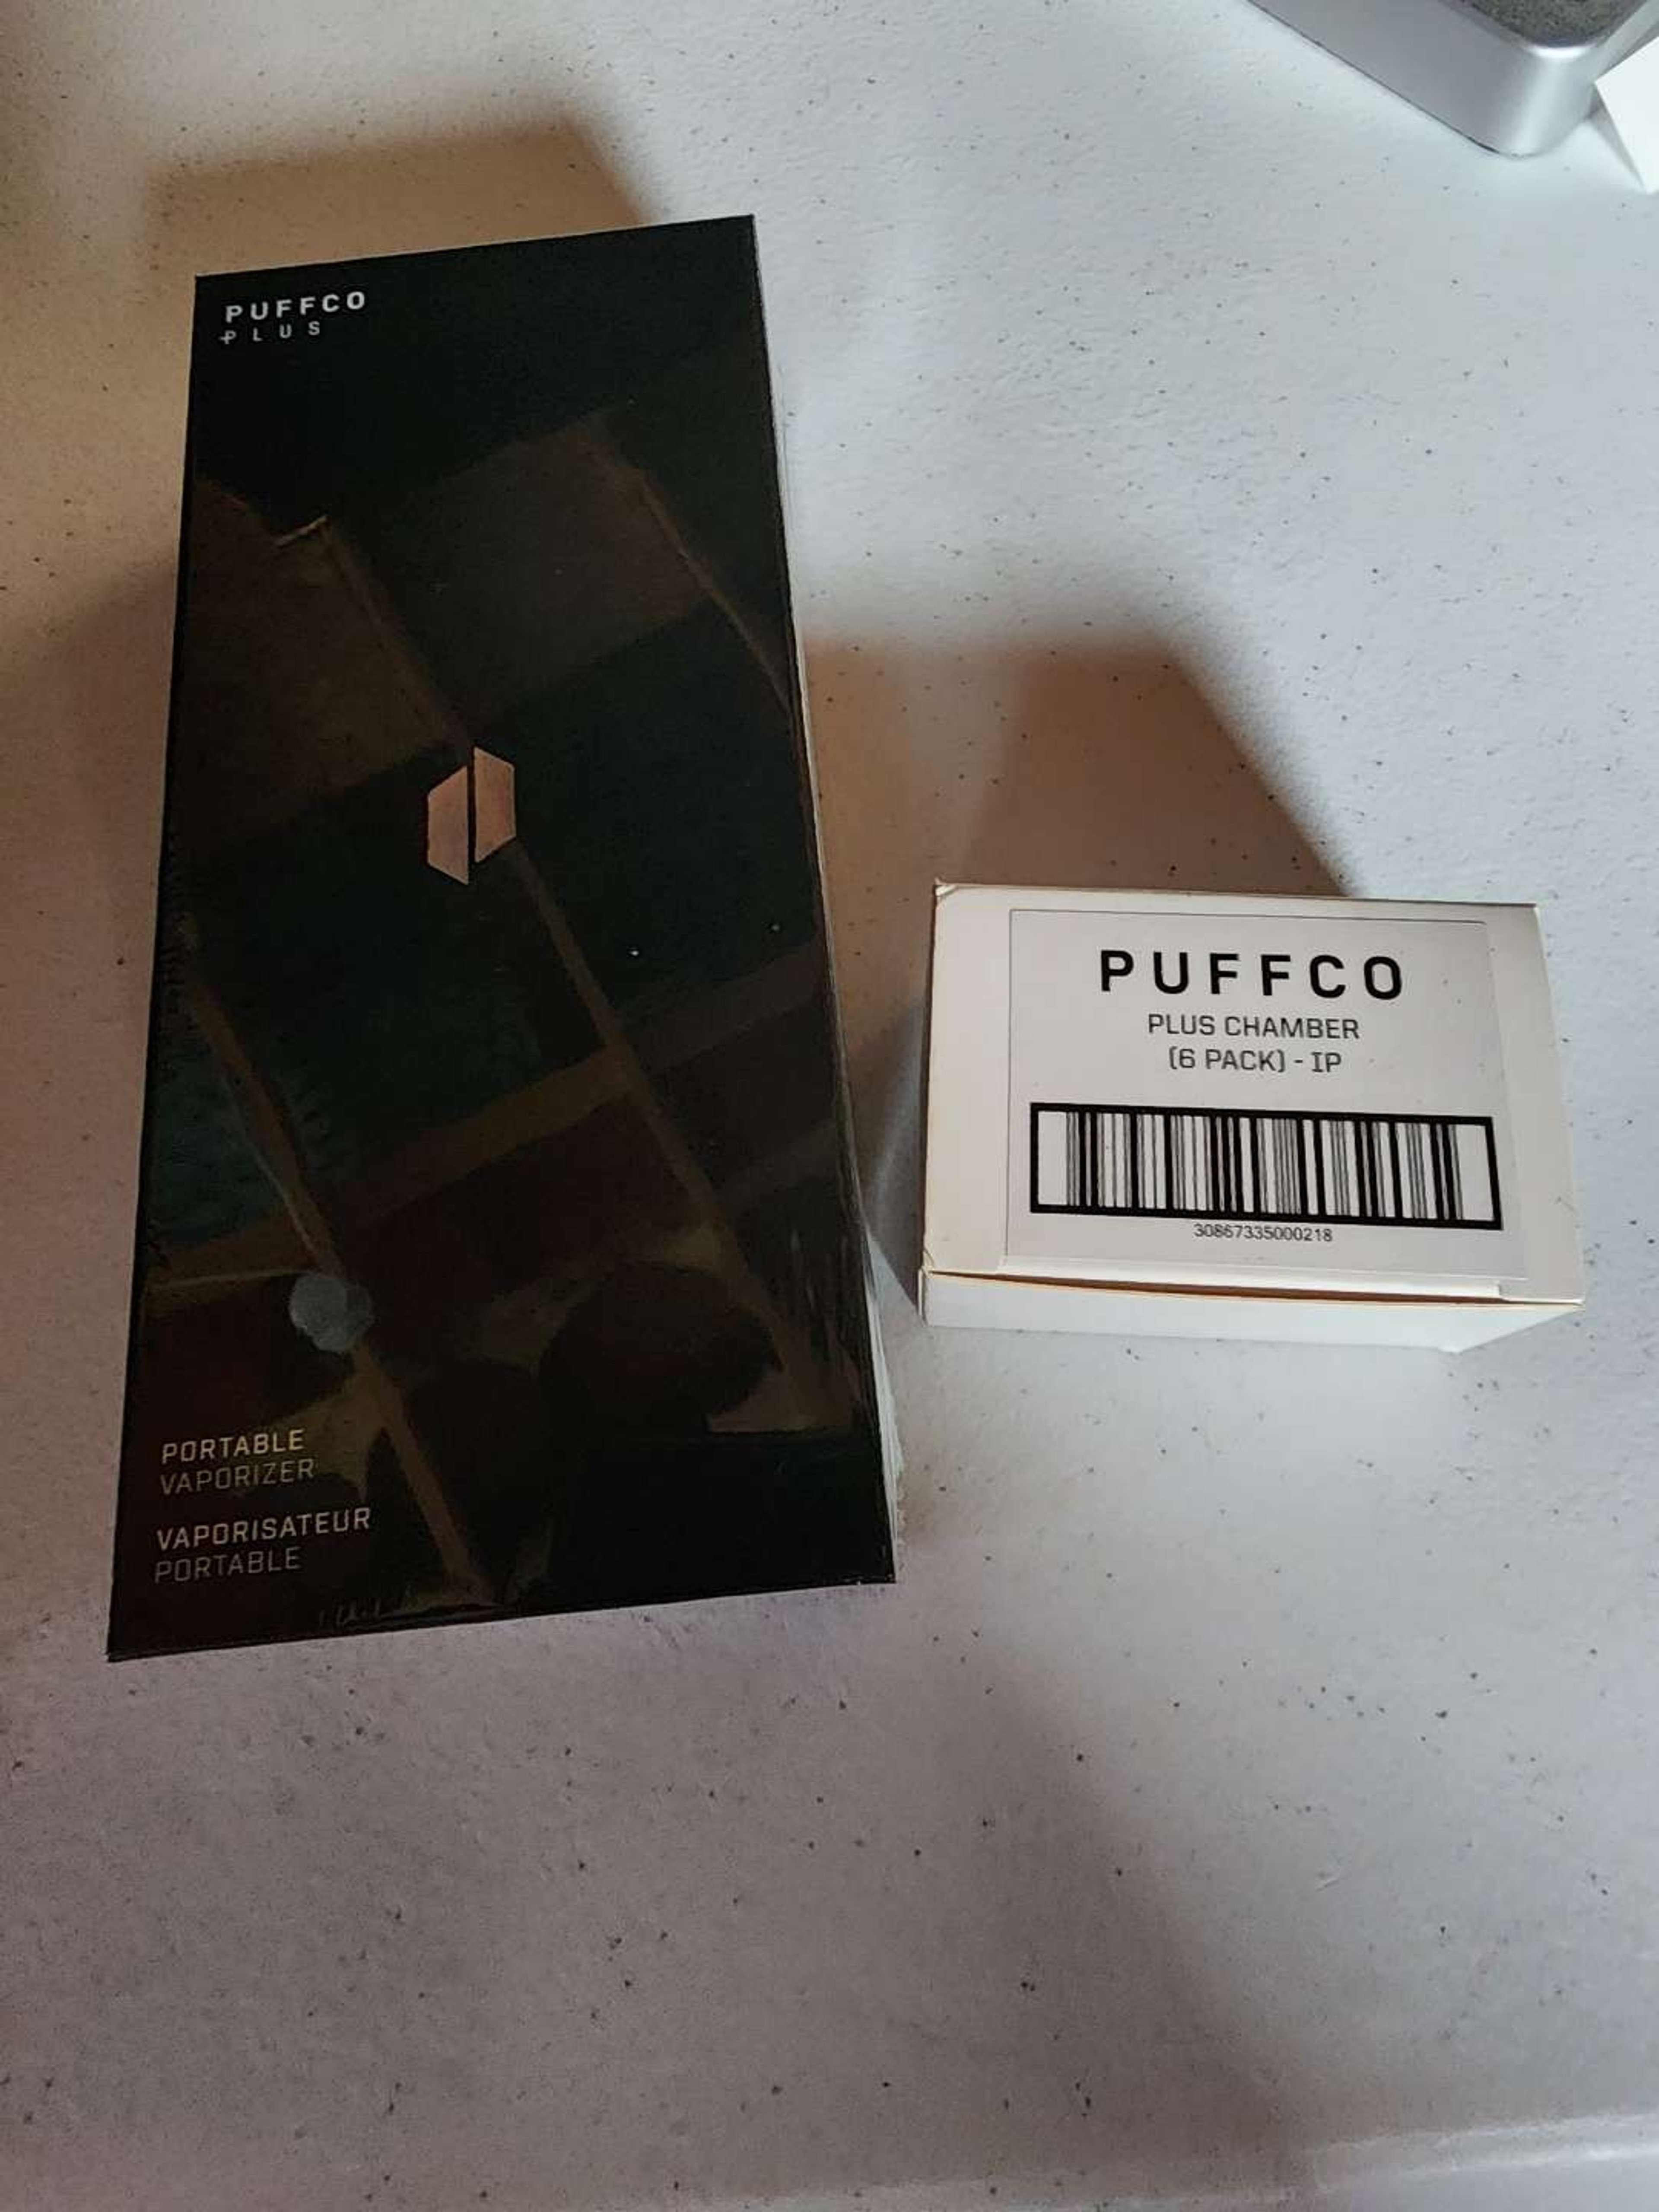 PUFFCO
PLUS
PORTABLE
VAPORIZER
VAPORISATEUR
PORTABLE
PUFFCO
PLUS CHAMBER
(6 PACK) - IP
30867335000218